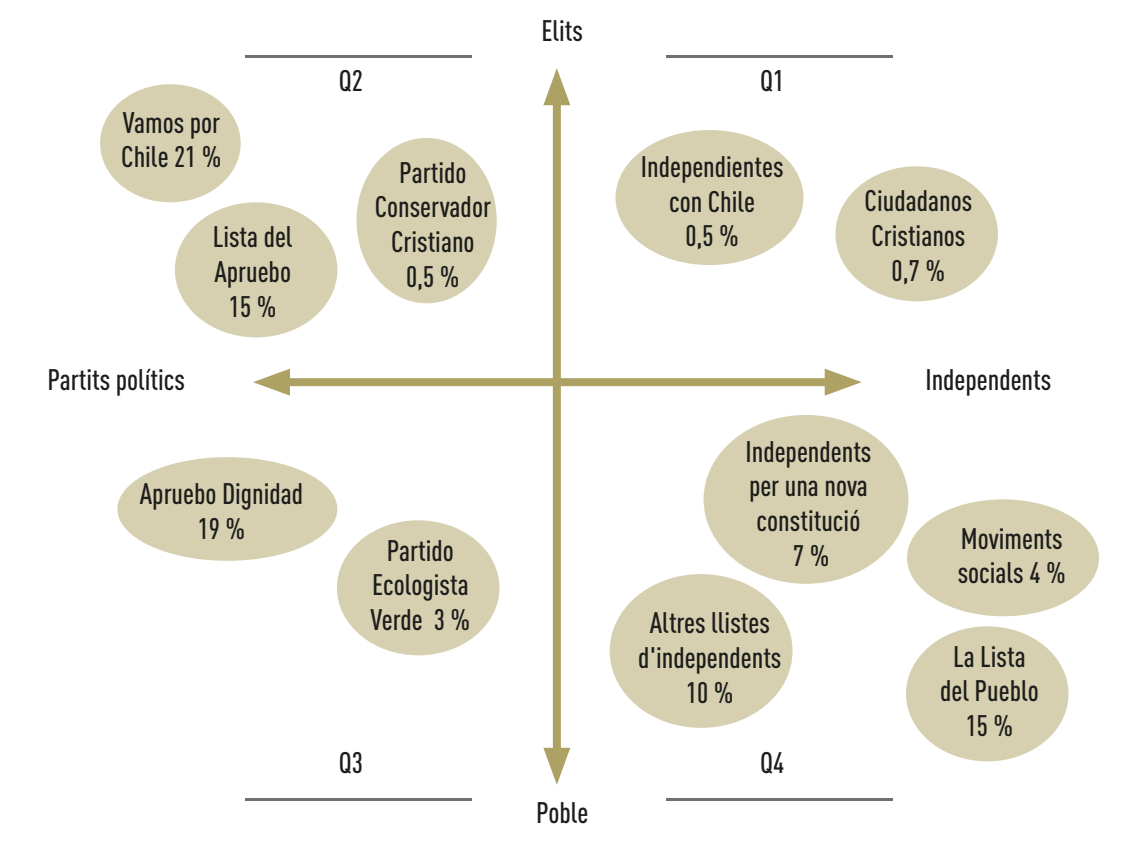 Elits
Q2
Q1
Vamos por
Chile 21 %
Partido
Conservador
Cristiano
0,5 %
Lista del
Apruebo
15 %
Independientes
con Chile
0,5 %
Ciudadanos
Cristianos
0,7 %
Partits polítics
Independents
Apruebo Dignidad
19 %
Partido
Ecologista
Verde 3 %
Independents
per una nova
constitució
7 %
Moviments
socials 4 %
Altres llistes
d'independents
10 %
La Lista
del Pueblo
15 %
Q3
Q4
Poble